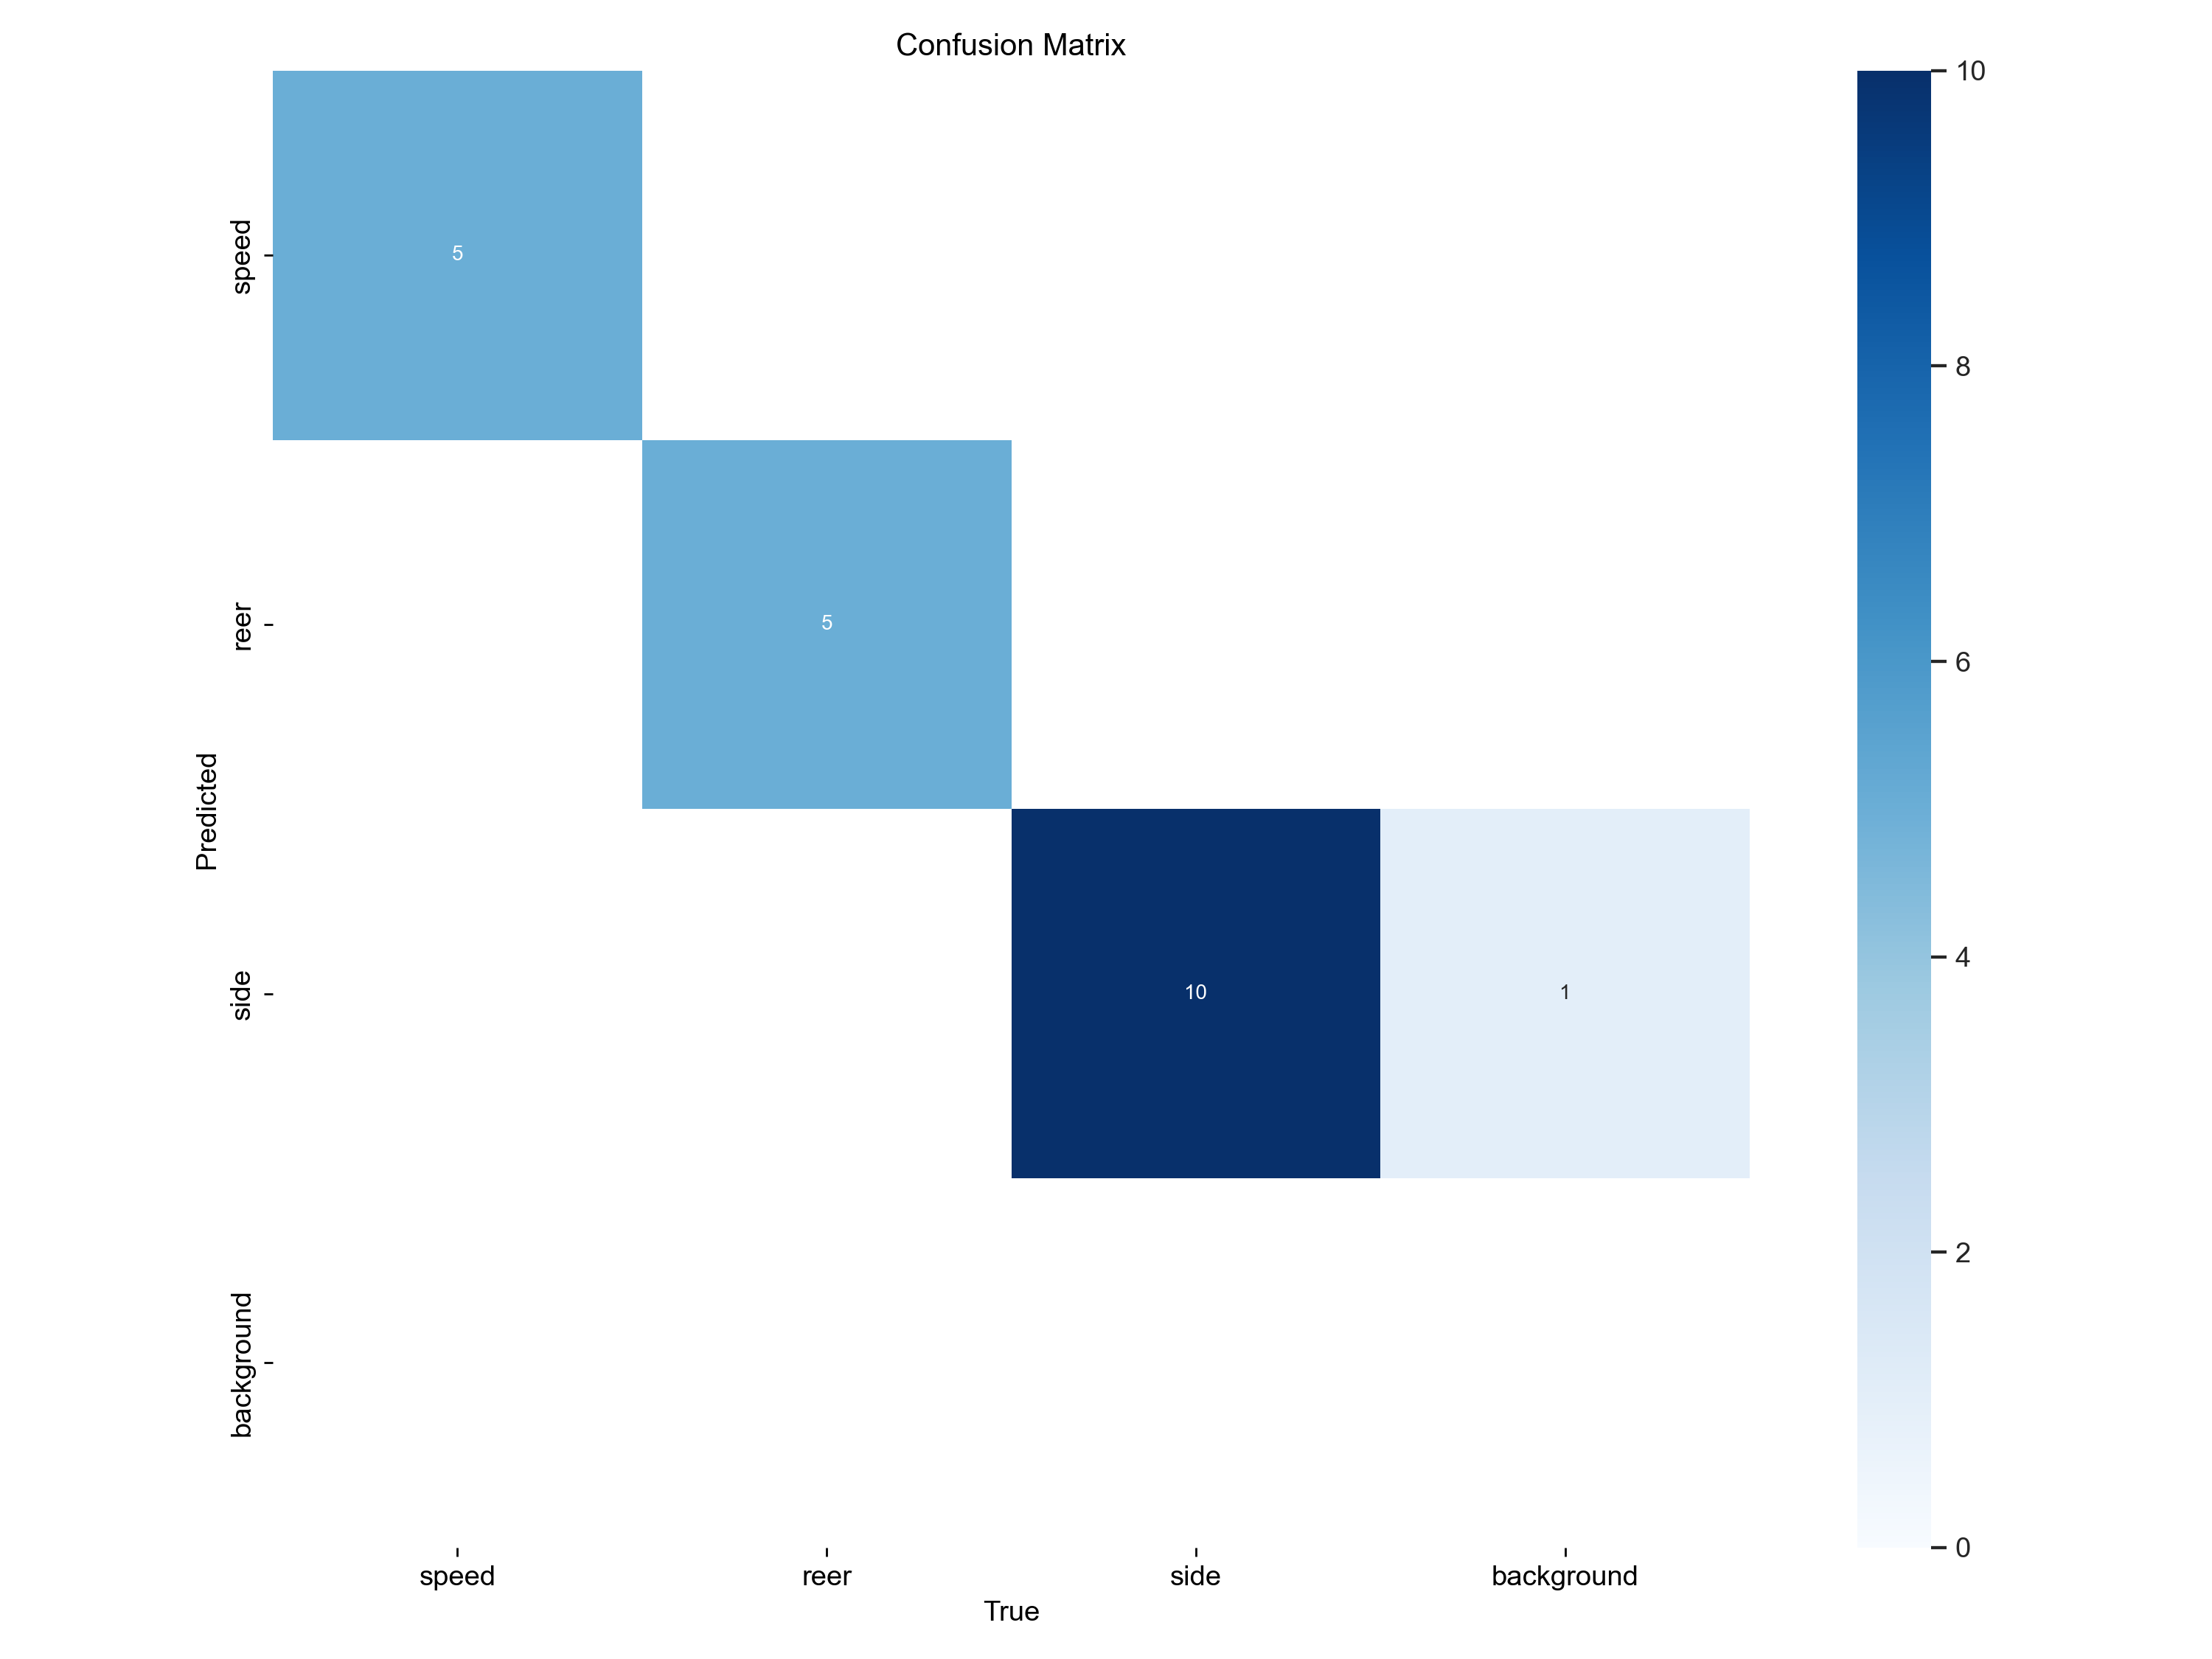 Confusion Matrix
10
speed
5
8
reer
5
6
Predicted
side
10
1
4
background
2
0
speed
reer
side
background
True